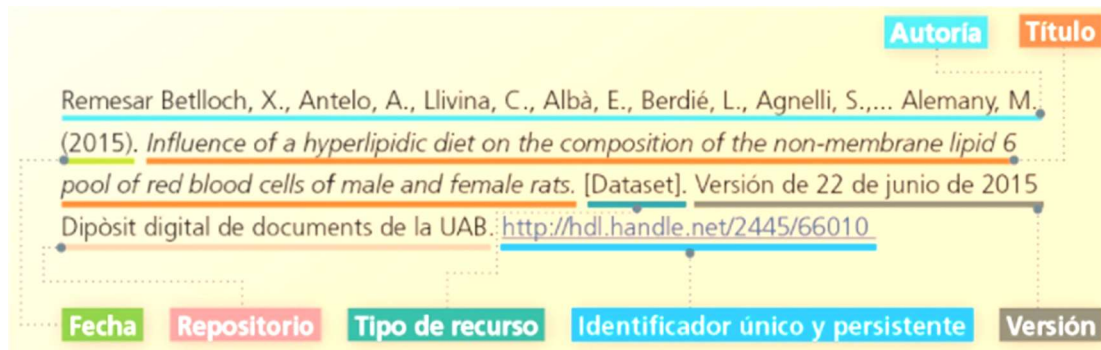 Autoría Título
Remesar Betlloch, X., Antelo, A., Llivina, C., Albà, E., Berdié, L., Agnelli, S.,... Alemany, M.
(2015). Influence of a hyperlipidic diet on the composition of the non-membrane lipid 6
pool of red blood cells of male and female rats. [Dataset]. Versión de 22 de junio de 2015
Dipòsit digital de documents de la UAB. http://hdl.handle.net/2445/66010
Fecha Repositorio Tipo de recurso Identificador único y persistente Versión